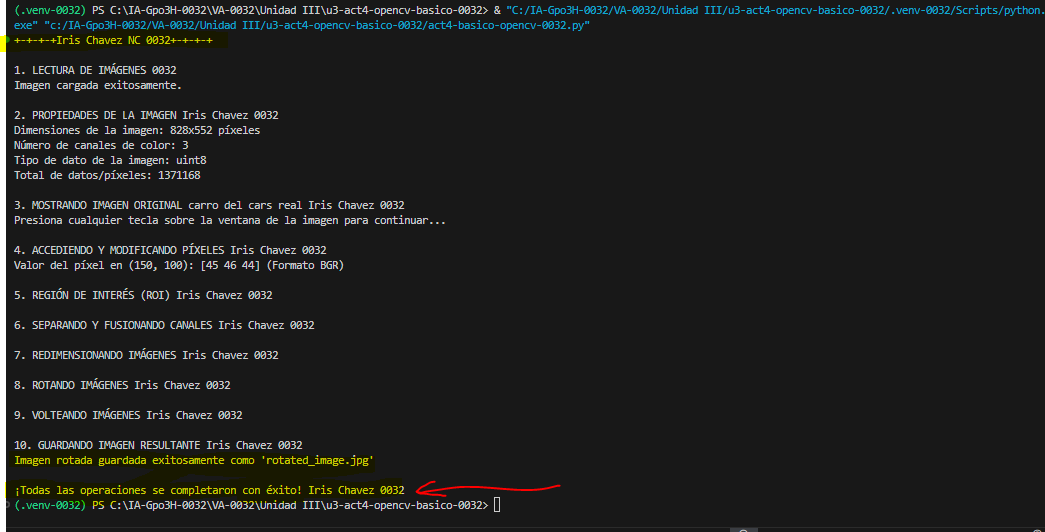 (.venv-0032) PS C:\IA-Gpo3H-0032\VA-0032\Unidad III\u3-act4-opencv-basico-0032> & "C:/IA-Gpo3H-0032/VA-0032/Unidad III/u3-act4-opencv-basico-0032/.venv-0032/Scripts/python.
exe" "c:/IA-Gpo3H-0032/VA-0032/Unidad III/u3-act4-opencv-basico-0032/act4-basico-opencv-0032.py"
+-+-+-+Iris Chavez NC 0032+-+-+-+
1. LECTURA DE IMÁGENES 0032
Imagen cargada exitosamente.
2. PROPIEDADES DE LA IMAGEN Iris Chavez 0032
Dimensiones de la imagen: 828x552 píxeles
Número de canales de color: 3
Tipo de dato de la imagen: uint8
Total de datos/píxeles: 1371168
3. MOSTRANDO IMAGEN ORIGINAL carro del cars real Iris Chavez 0032
Presiona cualquier tecla sobre la ventana de la imagen para continuar...
4. ACCEDIENDO Y MODIFICANDO PÍXELES Iris Chavez 0032
Valor del píxel en (150, 100): [45 46 44] (Formato BGR)
5. REGIÓN DE INTERÉS (ROI) Iris Chavez 0032
6. SEPARANDO Y FUSIONANDO CANALES Iris Chavez 0032
7. REDIMENSIONANDO IMÁGENES Iris Chavez 0032
8. ROTANDO IMÁGENES Iris Chavez 0032
9. VOLTEANDO IMÁGENES Iris Chavez 0032
10. GUARDANDO IMAGEN RESULTANTE Iris Chavez 0032
Imagen rotada guardada exitosamente como 'rotated_image.jpg'
¡Todas las operaciones se completaron con éxito! Iris Chavez 0032
(.venv-0032) PS C:\IA-Gpo3H-0032\VA-0032\Unidad III\u3-act4-opencv-basico-0032>